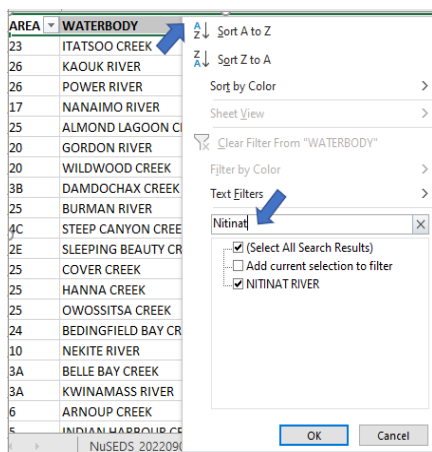 AREA WATERBODY
23 ITATSOO CREEK
26 KAOUK RIVER
26 POWER RIVER
17 NANAIMO RIVER
25 ALMOND LAGOON C
20 GORDON RIVER
20 WILDWOOD CREEK
3B DAMDOCHAX CREEK
25 BURMAN RIVER
4C STEEP CANYON CREE
2E SLEEPING BEAUTY CR
25 COVER CREEK
25 HANNA CREEK
25 OWOSSITSA CREEK
24 BEDINGFIELD BAY CR
10 NEKITE RIVER
3A BELLE BAY CREEK
3A KWINAMASS RIVER
6 ARNOUP CREEK
5 INDIAN HARBOUR CR
NuSEDS_2022090
Sort A to Z
Sort Z to A
Sort by Color
Sheet View
Clear Filter From "WATERBODY"
Filter by Color
Text Filters
Nitinat
(Select All Search Results)
Add current selection to filter
NITINAT RIVER
OK Cancel